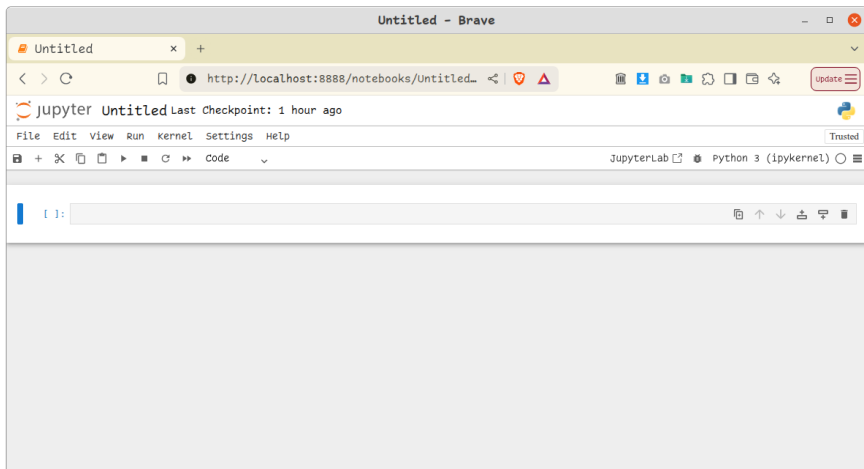 Untitled - Brave
Untitled
http://localhost:8888/notebooks/Untitled…
Update
jupyter Untitled Last Checkpoint: 1 hour ago
File Edit View Run Kernel Settings Help
Trusted
Code
JupyterLab Python 3 (ipykernel)
[ ]: